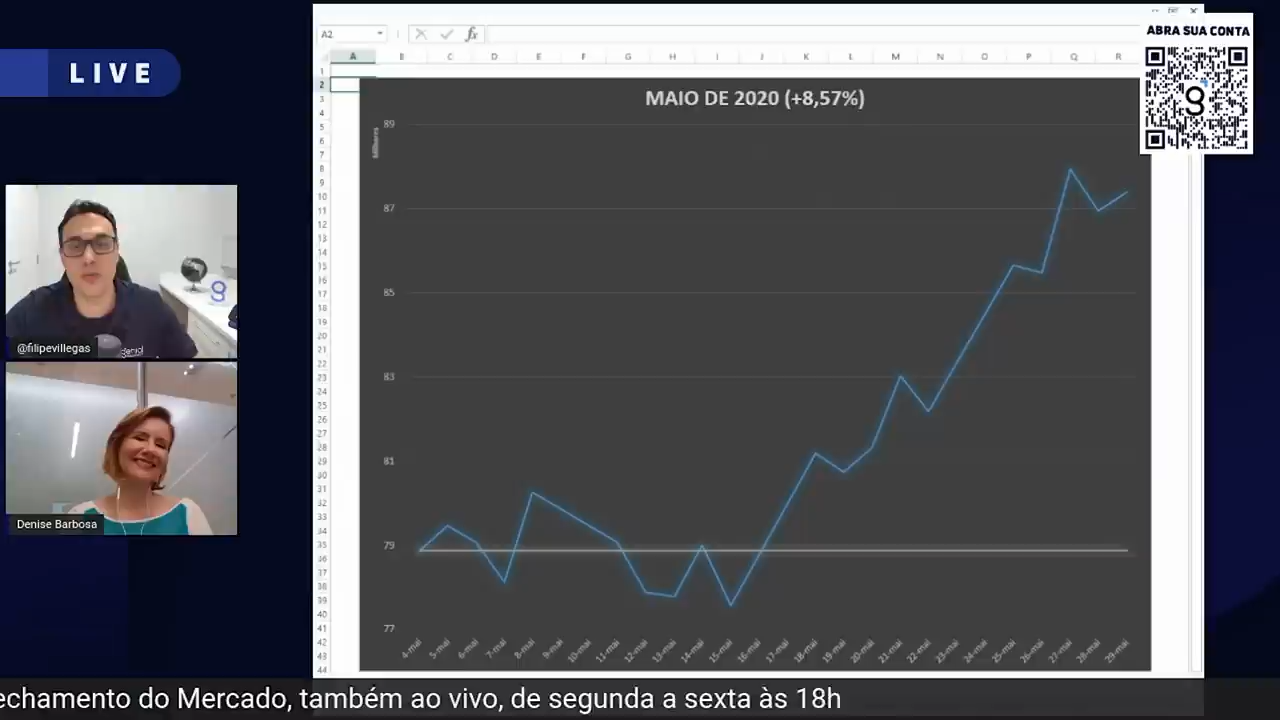 LIVE
ABRA SUA CONTA
A2
fx
A B C D E F G H I J K L M N O P Q R
MAIO DE 2020 (+8,57%)
Milhares
89
87
85
83
81
79
77
4-mai 5-mai 6-mai 7-mai 8-mai 9-mai 10-mai 11-mai 12-mai 13-mai 14-mai 15-mai 16-mai 17-mai 18-mai 19-mai 20-mai 21-mai 22-mai 23-mai 24-mai 25-mai 26-mai 27-mai 28-mai 29-mai
@filipevillegas
Denise Barbosa
echamento do Mercado, também ao vivo, de segunda a sexta às 18h